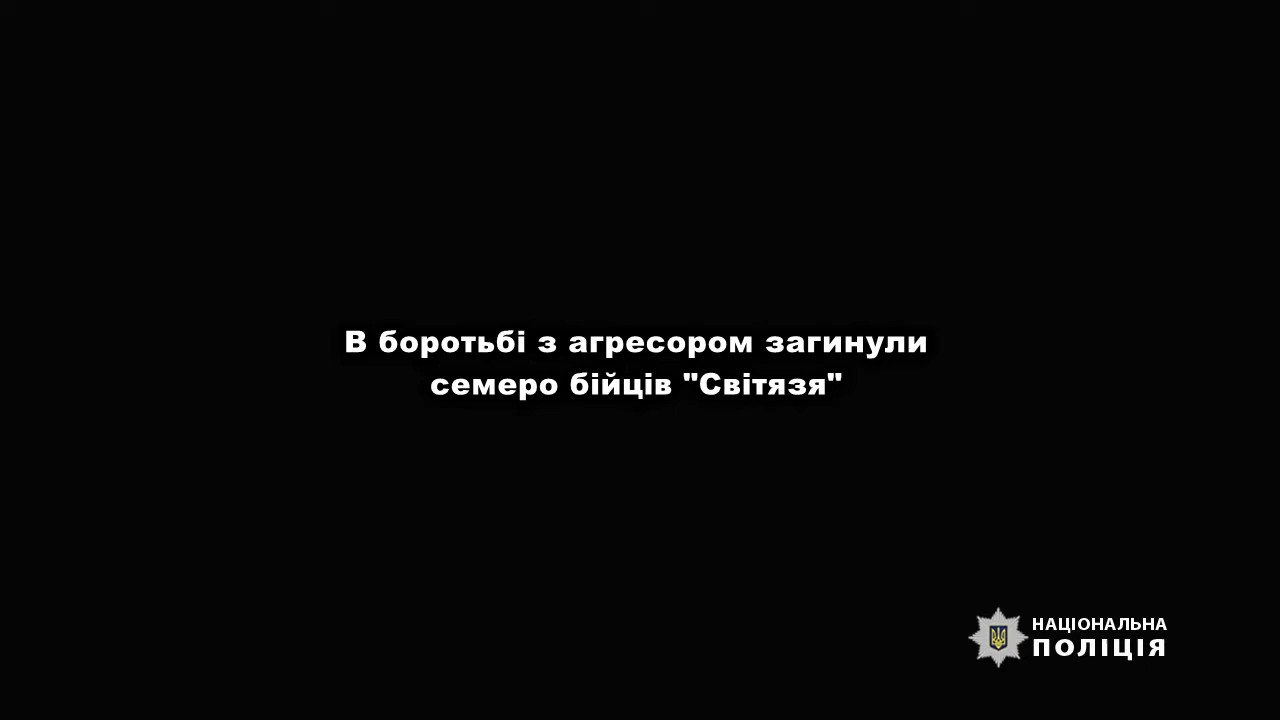 В боротьбі з агресором загинули
семеро бійців "Світязя"
НАЦІОНАЛЬНА
ПОЛІЦІЯ